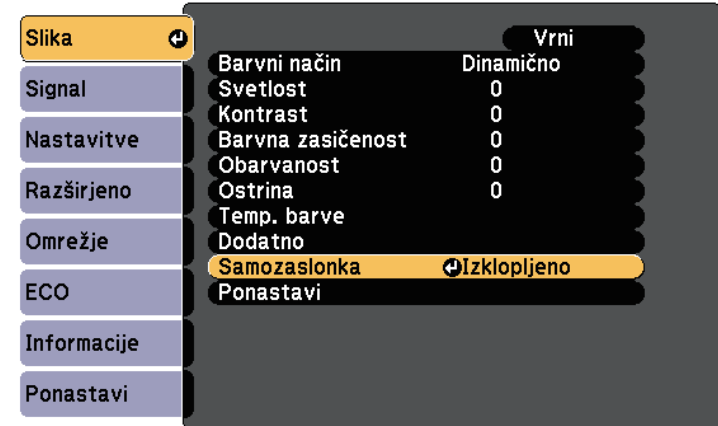 Slika
Signal
Nastavitve
Razširjeno
Omrežje
ECO
Informacije
Ponastavi
Vrni
Barvni način Dinamično
Svetlost 0
Kontrast 0
Barvna zasičenost 0
Obarvanost 0
Ostrina 0
Temp. barve
Dodatno
Samozaslonka Izklopljeno
Ponastavi